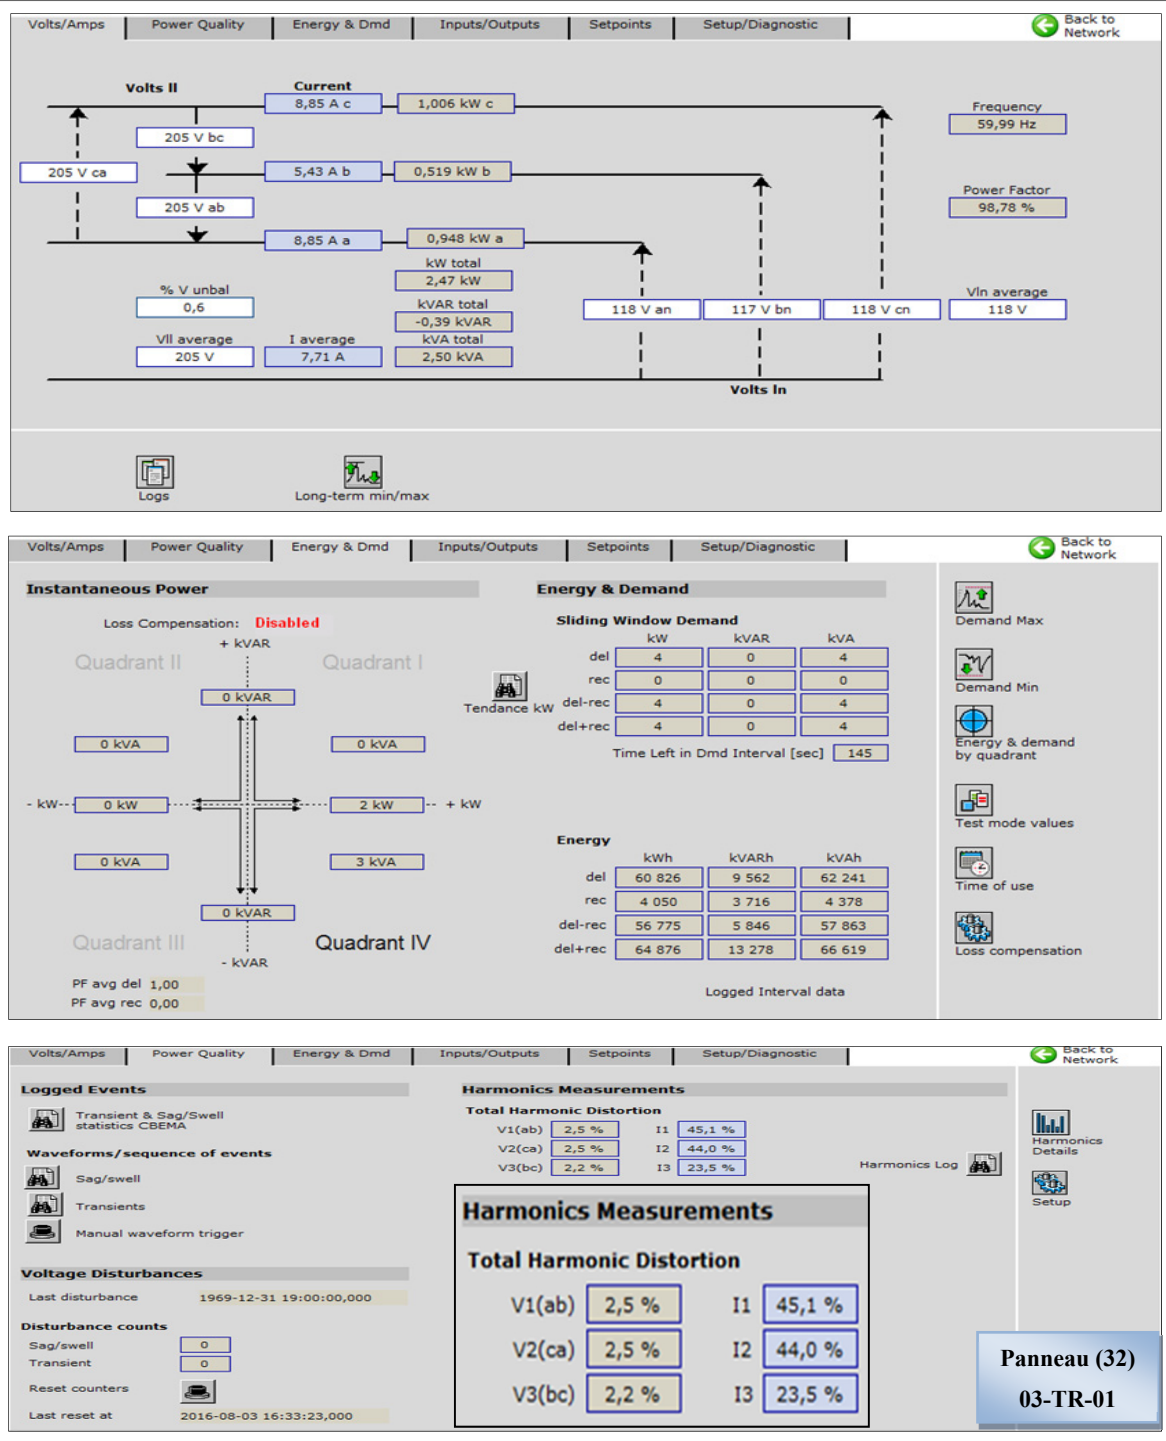 Volts/Amps Power Quality Energy & Dmd Inputs/Outputs Setpoints Setup/Diagnostic Back to
Network
Volts ll Current
8,85 A c 1,006 kW c Frequency
59,99 Hz
205 V bc
205 V ca 5,43 A b 0,519 kW b
Power Factor
205 V ab 98,78 %
8,85 A a 0,948 kW a
kW total
2,47 kW
% V unbal Vln average
0,6 kVAR total 118 V an 117 V bn 118 V cn 118 V
-0,39 kVAR
Vll average I average kVA total
205 V 7,71 A 2,50 kVA
Volts ln
Logs Long-term min/max
Volts/Amps Power Quality Energy & Dmd Inputs/Outputs Setpoints Setup/Diagnostic Back to
Network
Instantaneous Power Energy & Demand
Loss Compensation: Disabled
+ kVAR
Quadrant II Quadrant I
0 kVAR
0 kVA 0 kVA
- kW 0 kW 2 kW + kW
0 kVA 3 kVA
0 kVAR
Quadrant III Quadrant IV
- kVAR
PF avg del 1,00
PF avg rec 0,00
Tendance kW
Sliding Window Demand
kW kVAR kVA
del 4 0 4
rec 0 0 0
del-rec 4 0 4
del+rec 4 0 4
Time Left in Dmd Interval [sec] 145
Energy
kWh kVARh kVAh
del 60 826 9 562 62 241
rec 4 050 3 716 4 378
del-rec 56 775 5 846 57 863
del+rec 64 876 13 278 66 619
Logged Interval data
Demand Max
Demand Min
Energy & demand
by quadrant
Test mode values
Time of use
Loss compensation
Volts/Amps Power Quality Energy & Dmd Inputs/Outputs Setpoints Setup/Diagnostic Back to
Network
Logged Events
Transient & Sag/Swell
statistics CBEMA
Waveforms/sequence of events
Sag/swell
Transients
Manual waveform trigger
Voltage Disturbances
Last disturbance 1969-12-31 19:00:00,000
Disturbance counts
Sag/swell 0
Transient 0
Reset counters
Last reset at 2016-08-03 16:33:23,000
Harmonics Measurements
Total Harmonic Distortion
V1(ab) 2,5 % I1 45,1 %
V2(ca) 2,5 % I2 44,0 %
V3(bc) 2,2 % I3 23,5 %
Harmonics Log
Harmonics
Details
Setup
Harmonics Measurements
Total Harmonic Distortion
V1(ab) 2,5 % I1 45,1 %
V2(ca) 2,5 % I2 44,0 %
V3(bc) 2,2 % I3 23,5 %
Panneau (32)
03-TR-01